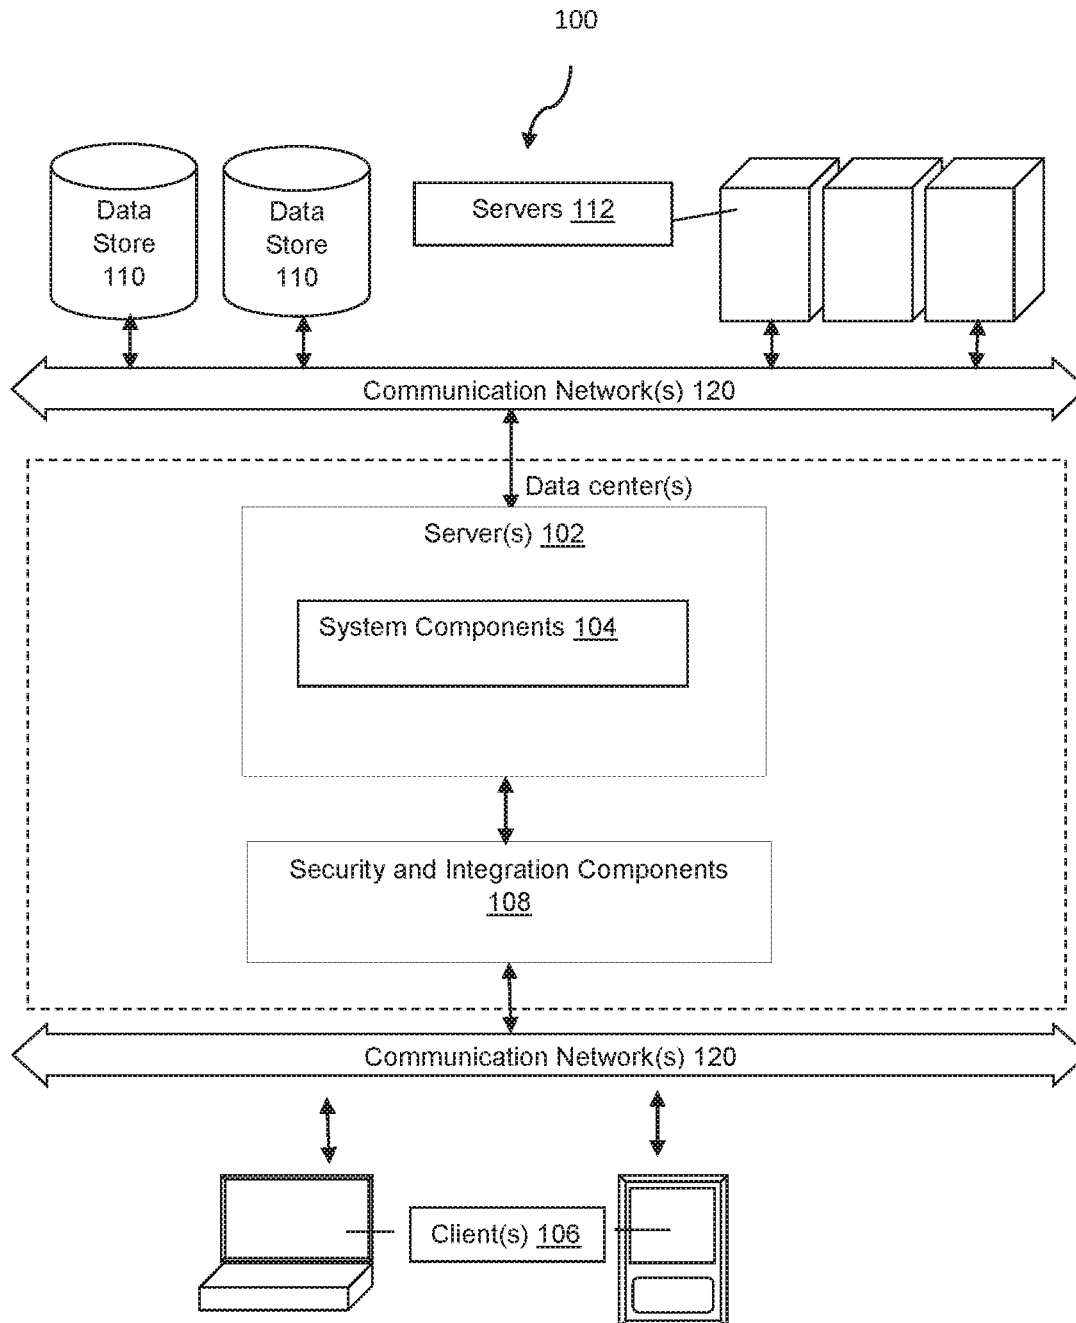 100
Data
Store
110
Data
Store
110
Servers 112
Communication Network(s) 120
Data center(s)
Server(s) 102
System Components 104
Security and Integration Components
108
Communication Network(s) 120
Client(s) 106